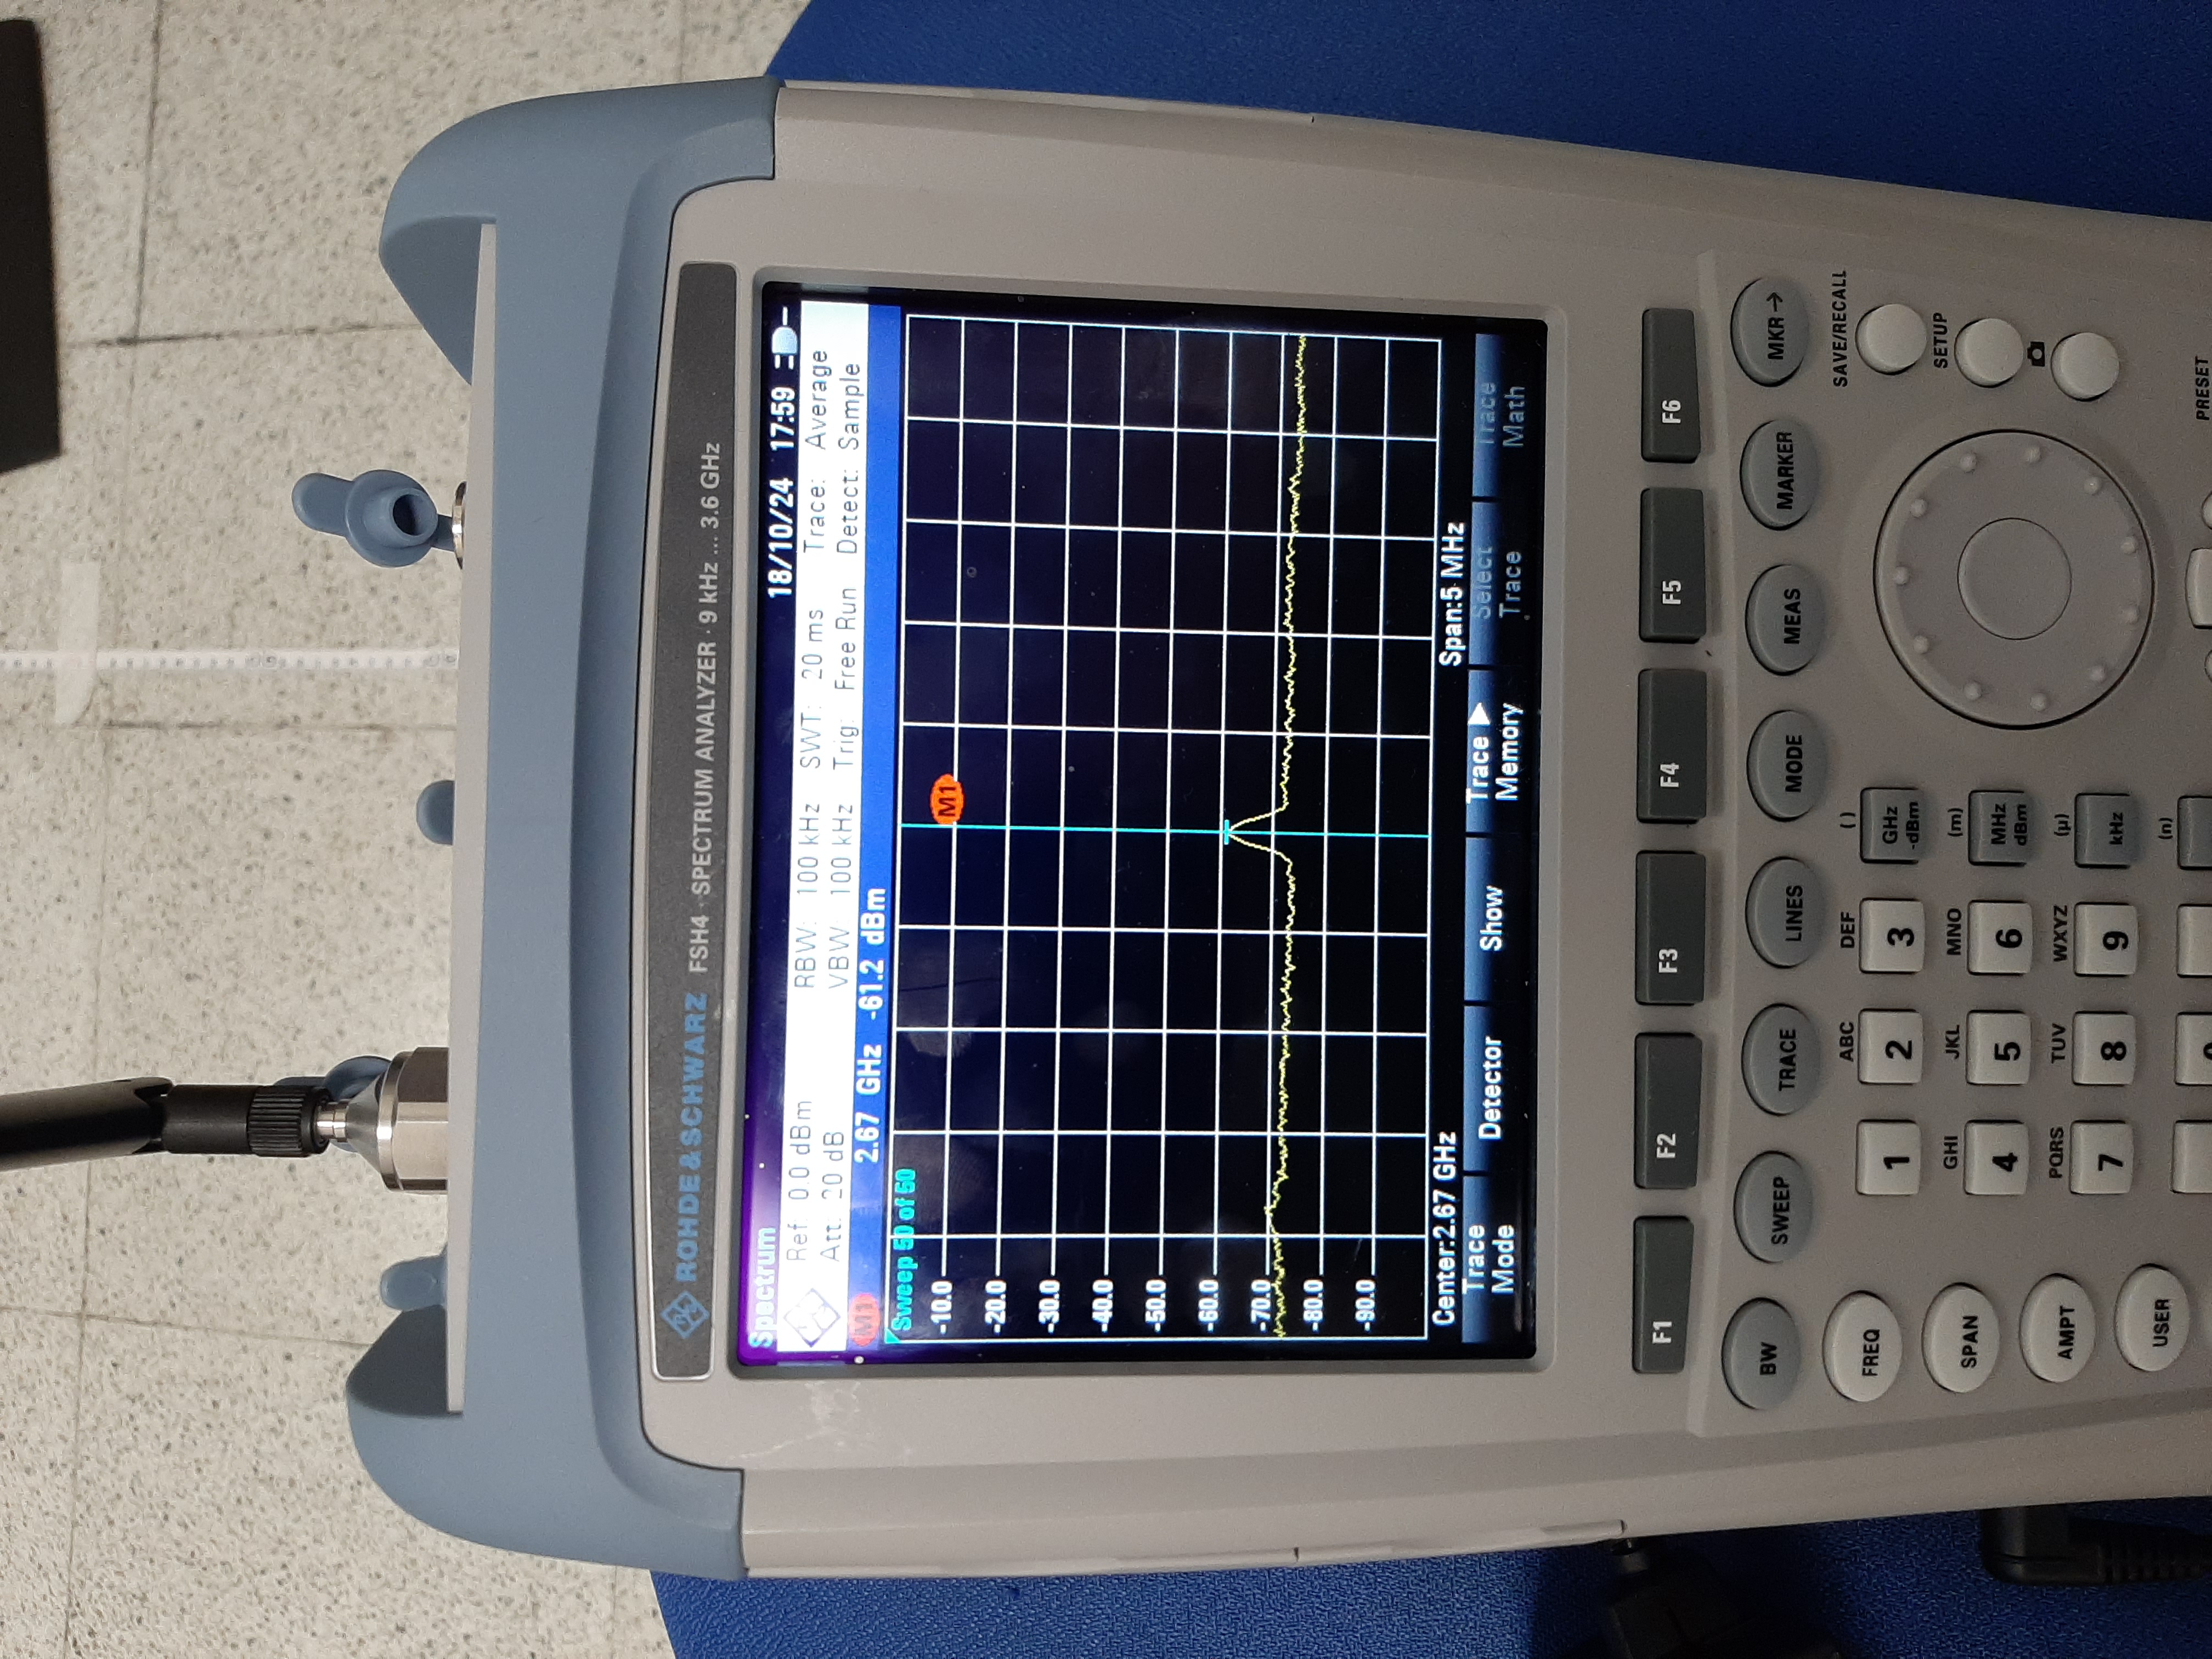 ROHDE&SCHWARZ FSH4 · SPECTRUM ANALYZER · 9 kHz ... 3.6 GHz
Spectrum 18/10/24 17:59
Ref: 0.0 dBm RBW: 100 kHz SWT: 20 ms Trace: Average
Att: 20 dB VBW: 100 kHz Trig: Free Run Detect: Sample
M1 2.67 GHz -61.2 dBm
Sweep 50 of 50
M1
-10.0
-20.0
-30.0
-40.0
-50.0
-60.0
-70.0
-80.0
-90.0
Center:2.67 GHz Span:5 MHz
Trace Mode Detector Show Trace ▶ Memory Select Trace Trace Math
F1 F2 F3 F4 F5 F6
BW SWEEP TRACE LINES MODE MEAS MARKER MKR→
FREQ
SPAN
AMPT
USER
ABC DEF ( )
1 2 3 GHz -dBm
GHI JKL MNO (m)
4 5 6 MHz dBm
PQRS TUV WXYZ (µ)
7 8 9 kHz
(n)
0
SAVE/RECALL
SETUP
PRESET